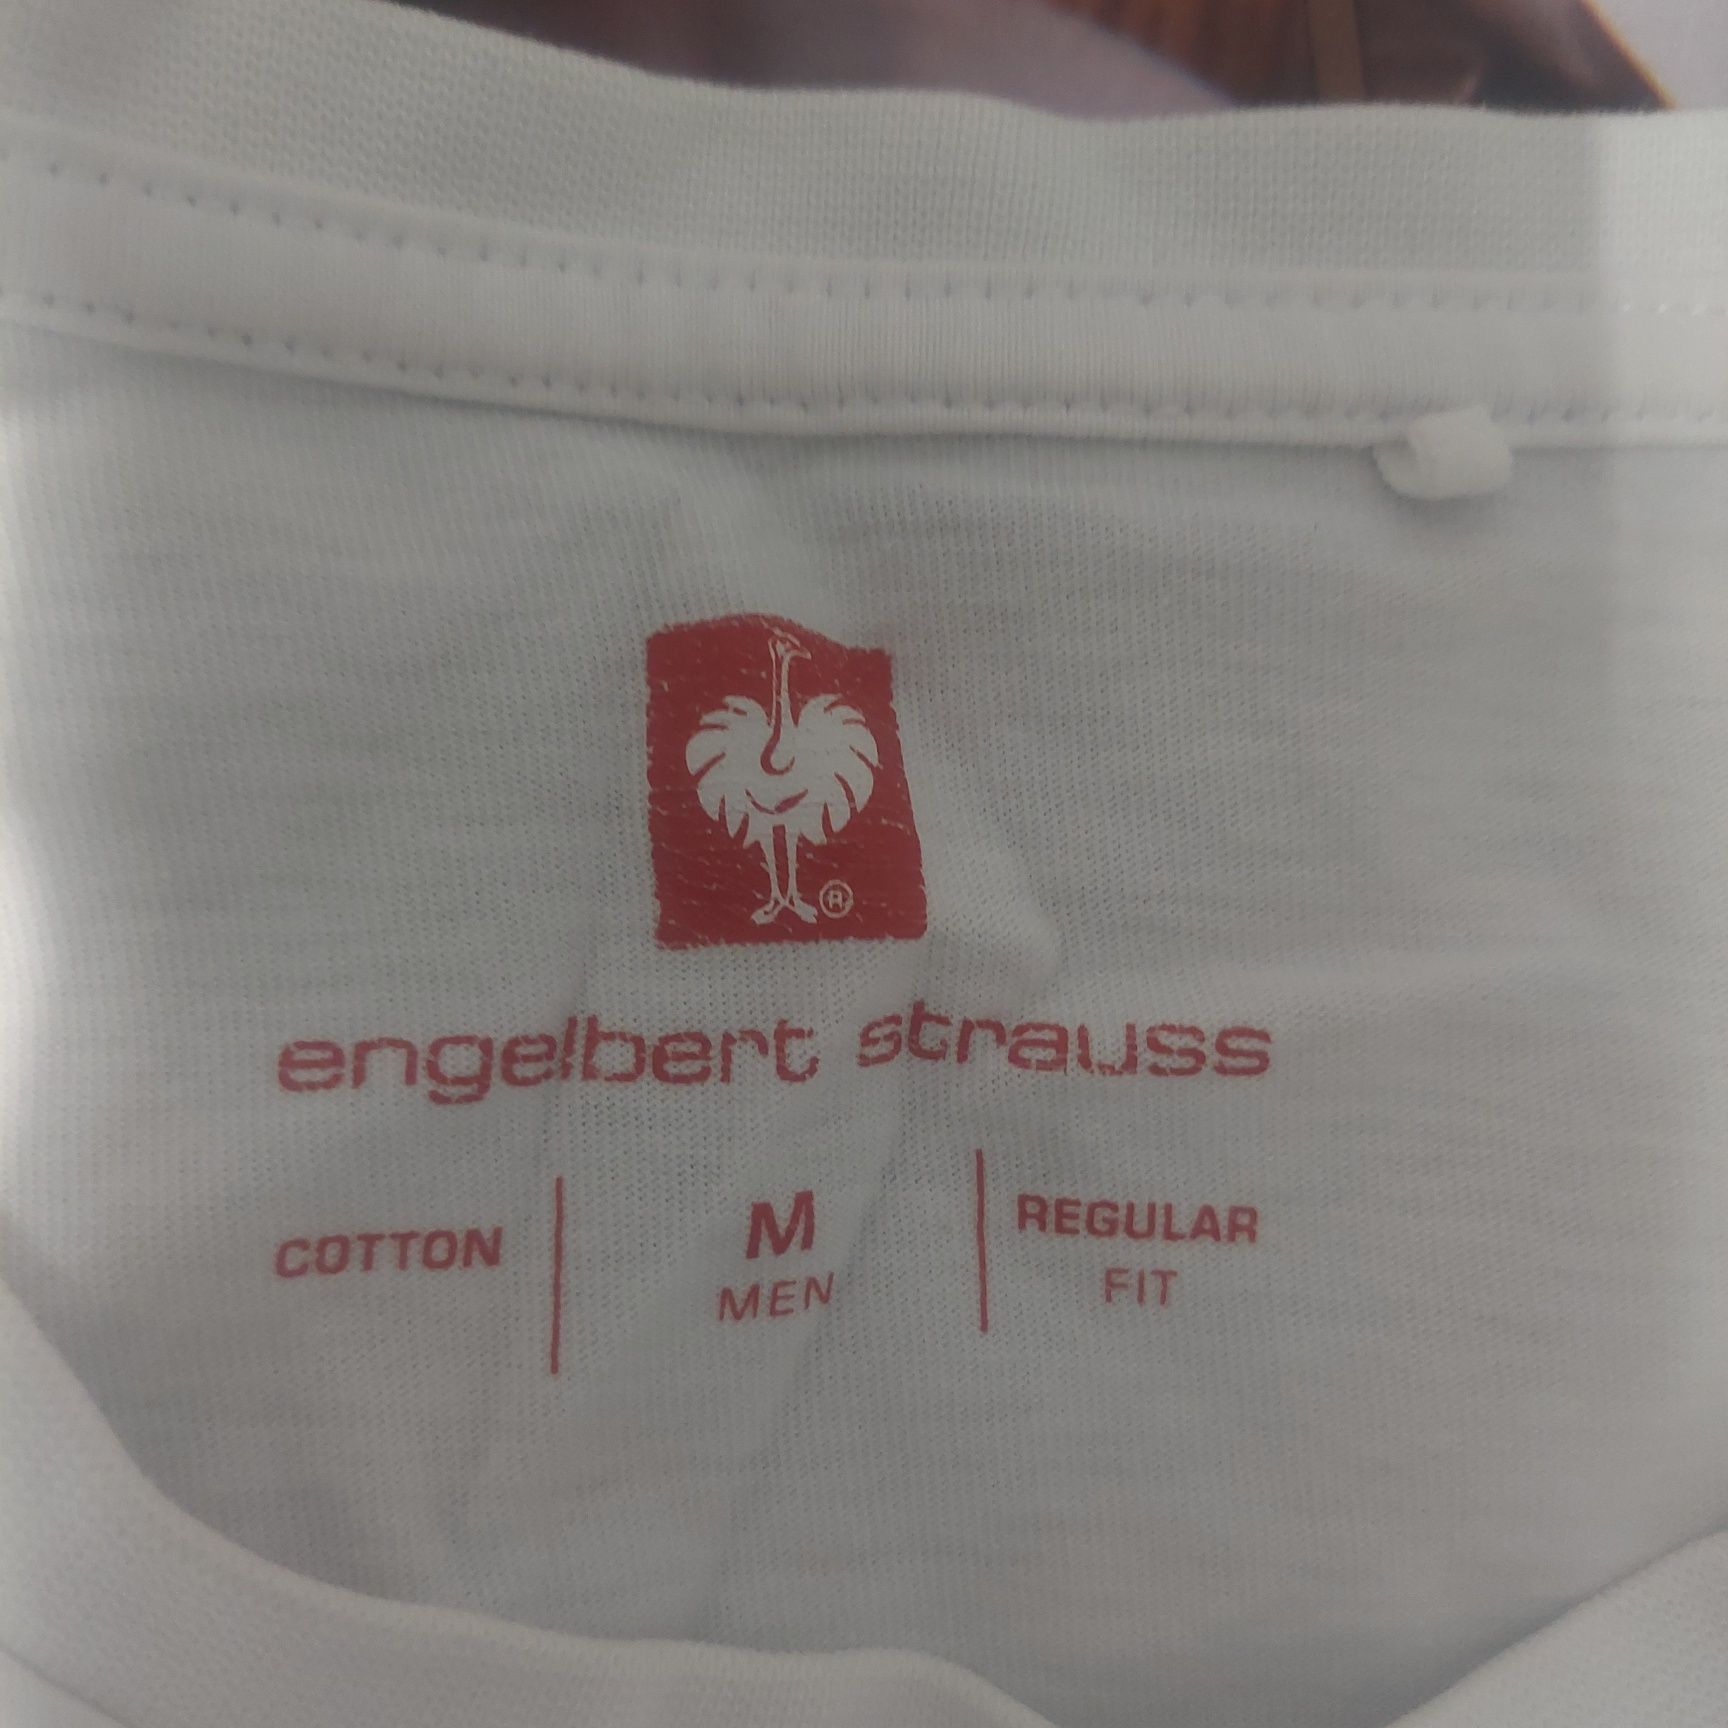 ®
engelbert strauss
COTTON
M
MEN
REGULAR
FIT